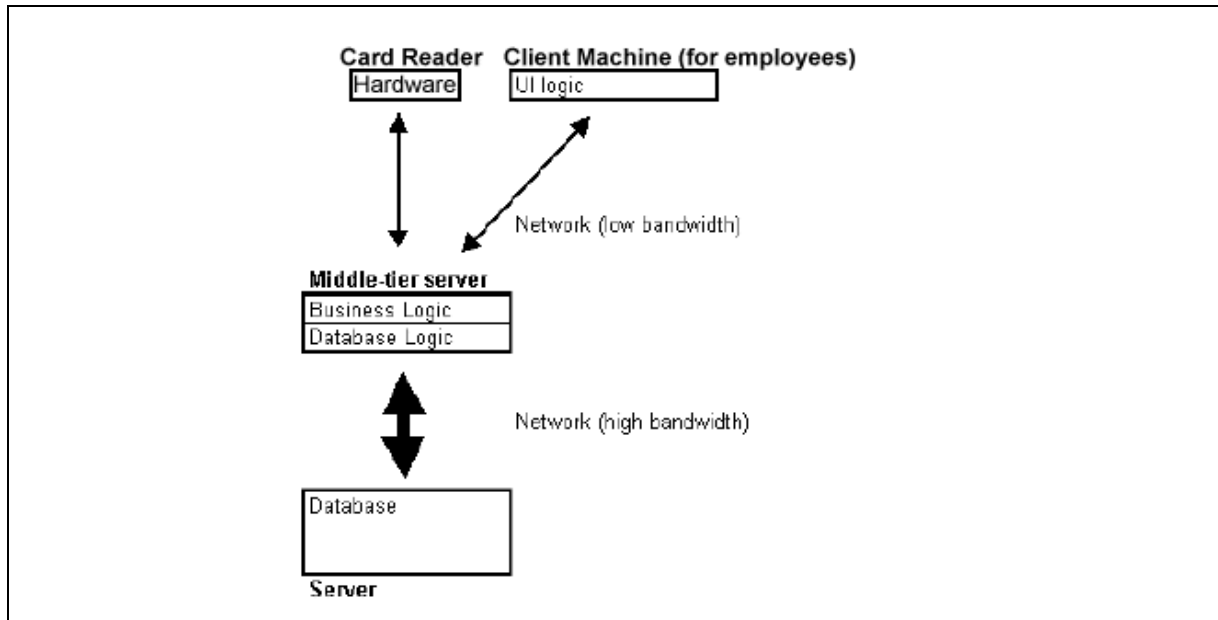 Card Reader Client Machine (for employees)
Hardware UI logic
Network (low bandwidth)
Middle-tier server
Business Logic
Database Logic
Network (high bandwidth)
Database
Server